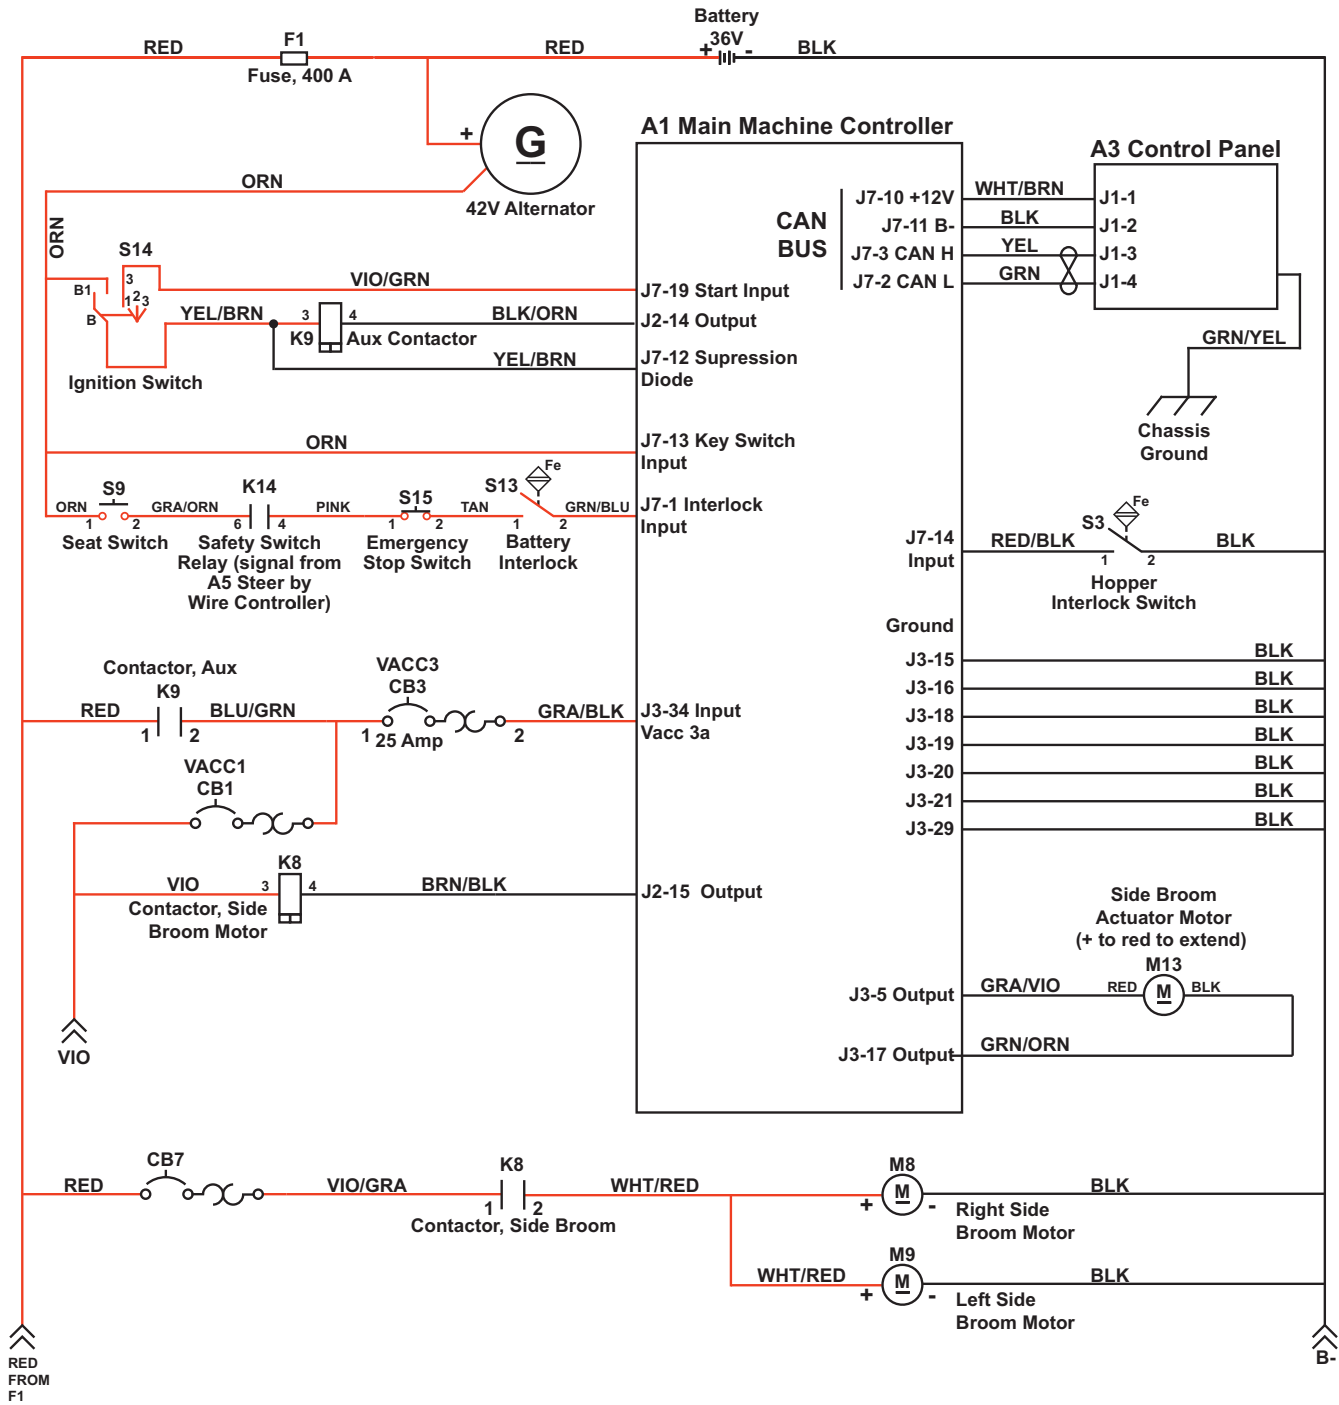 Battery
36V
RED
F1
RED
+
-
BLK
Fuse, 400 A
+
G
42V Alternator
ORN
ORN
A1 Main Machine Controller
A3 Control Panel
CAN
BUS
J7-10 +12V
WHT/BRN
J1-1
J7-11 B-
BLK
J1-2
J7-3 CAN H
YEL
J1-3
J7-2 CAN L
GRN
J1-4
GRN/YEL
Chassis
Ground
S14
B1
B
3
1 2 3
Ignition Switch
VIO/GRN
J7-19 Start Input
YEL/BRN
3
4
K9
Aux Contactor
BLK/ORN
J2-14 Output
YEL/BRN
J7-12 Supression
Diode
ORN
J7-13 Key Switch
Input
ORN
S9
1
2
Seat Switch
GRA/ORN
K14
6
4
Safety Switch
Relay (signal from
A5 Steer by
Wire Controller)
PINK
S15
1
2
Emergency
Stop Switch
TAN
S13
Fe
1
2
Battery
Interlock
GRN/BLU
J7-1 Interlock
Input
J7-14
Input
RED/BLK
S3
Fe
1
2
BLK
Hopper
Interlock Switch
Ground
J3-15
BLK
J3-16
BLK
J3-18
BLK
J3-19
BLK
J3-20
BLK
J3-21
BLK
J3-29
BLK
Contactor, Aux
K9
RED
1
2
BLU/GRN
VACC3
CB3
1
25 Amp
2
GRA/BLK
J3-34 Input
Vacc 3a
VACC1
CB1
K8
VIO
3
4
BRN/BLK
J2-15 Output
Contactor, Side
Broom Motor
VIO
Side Broom
Actuator Motor
(+ to red to extend)
M13
J3-5 Output
GRA/VIO
RED
M
BLK
J3-17 Output
GRN/ORN
CB7
RED
VIO/GRA
K8
1
2
Contactor, Side Broom
WHT/RED
M8
M
+
-
BLK
Right Side
Broom Motor
WHT/RED
M9
M
+
-
BLK
Left Side
Broom Motor
RED
FROM
F1
B-